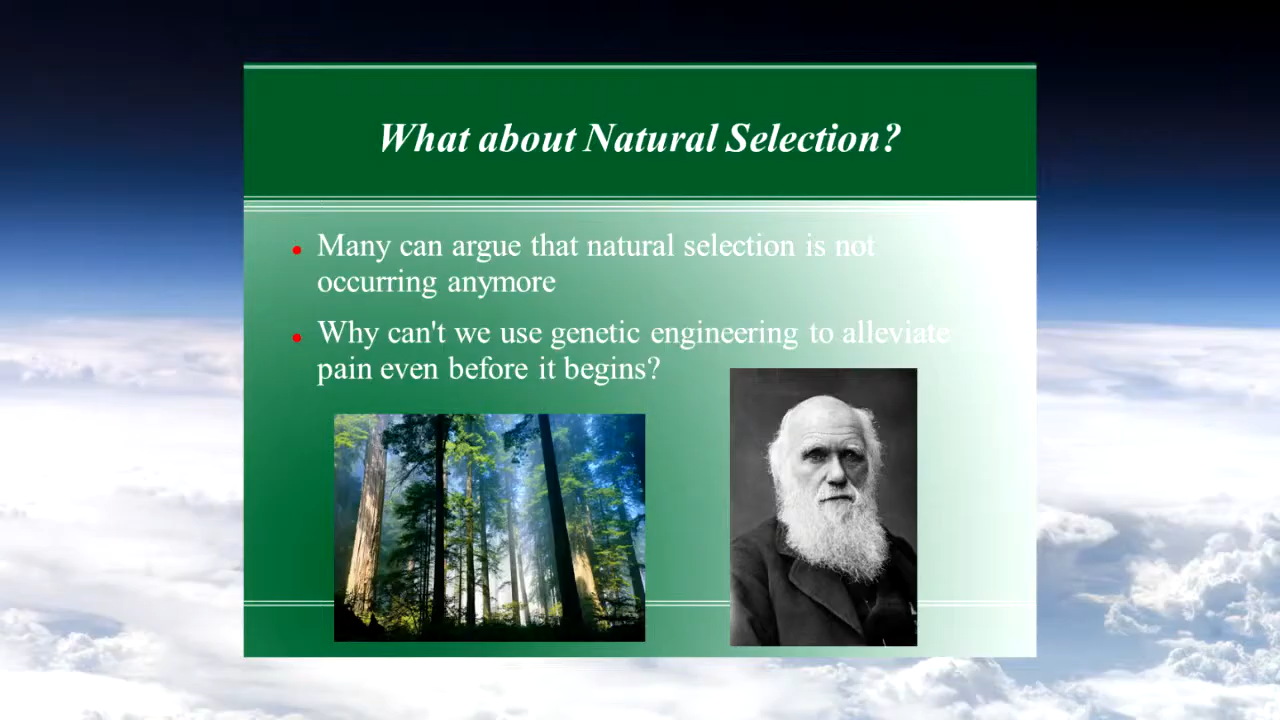 What about Natural Selection?
Many can argue that natural selection is not
occurring anymore
Why can't we use genetic engineering to alleviate
pain even before it begins?